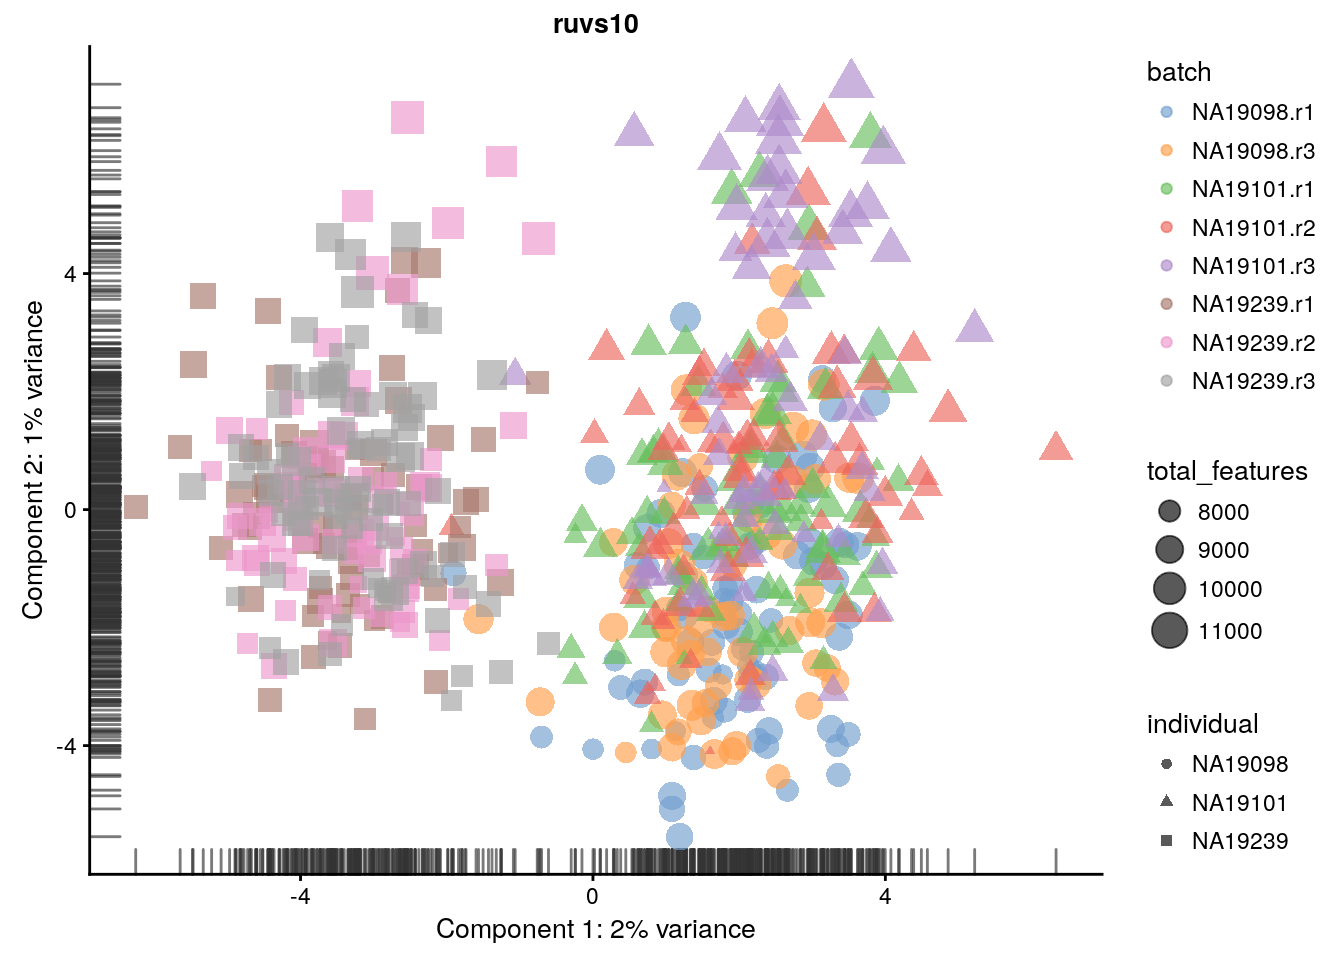 ruvs10
batch
NA19098.r1
NA19098.r3
NA19101.r1
NA19101.r2
NA19101.r3
NA19239.r1
NA19239.r2
NA19239.r3
total_features
8000
9000
10000
11000
individual
NA19098
NA19101
NA19239
Component 2: 1% variance
4
0
-4
-4
0
4
Component 1: 2% variance